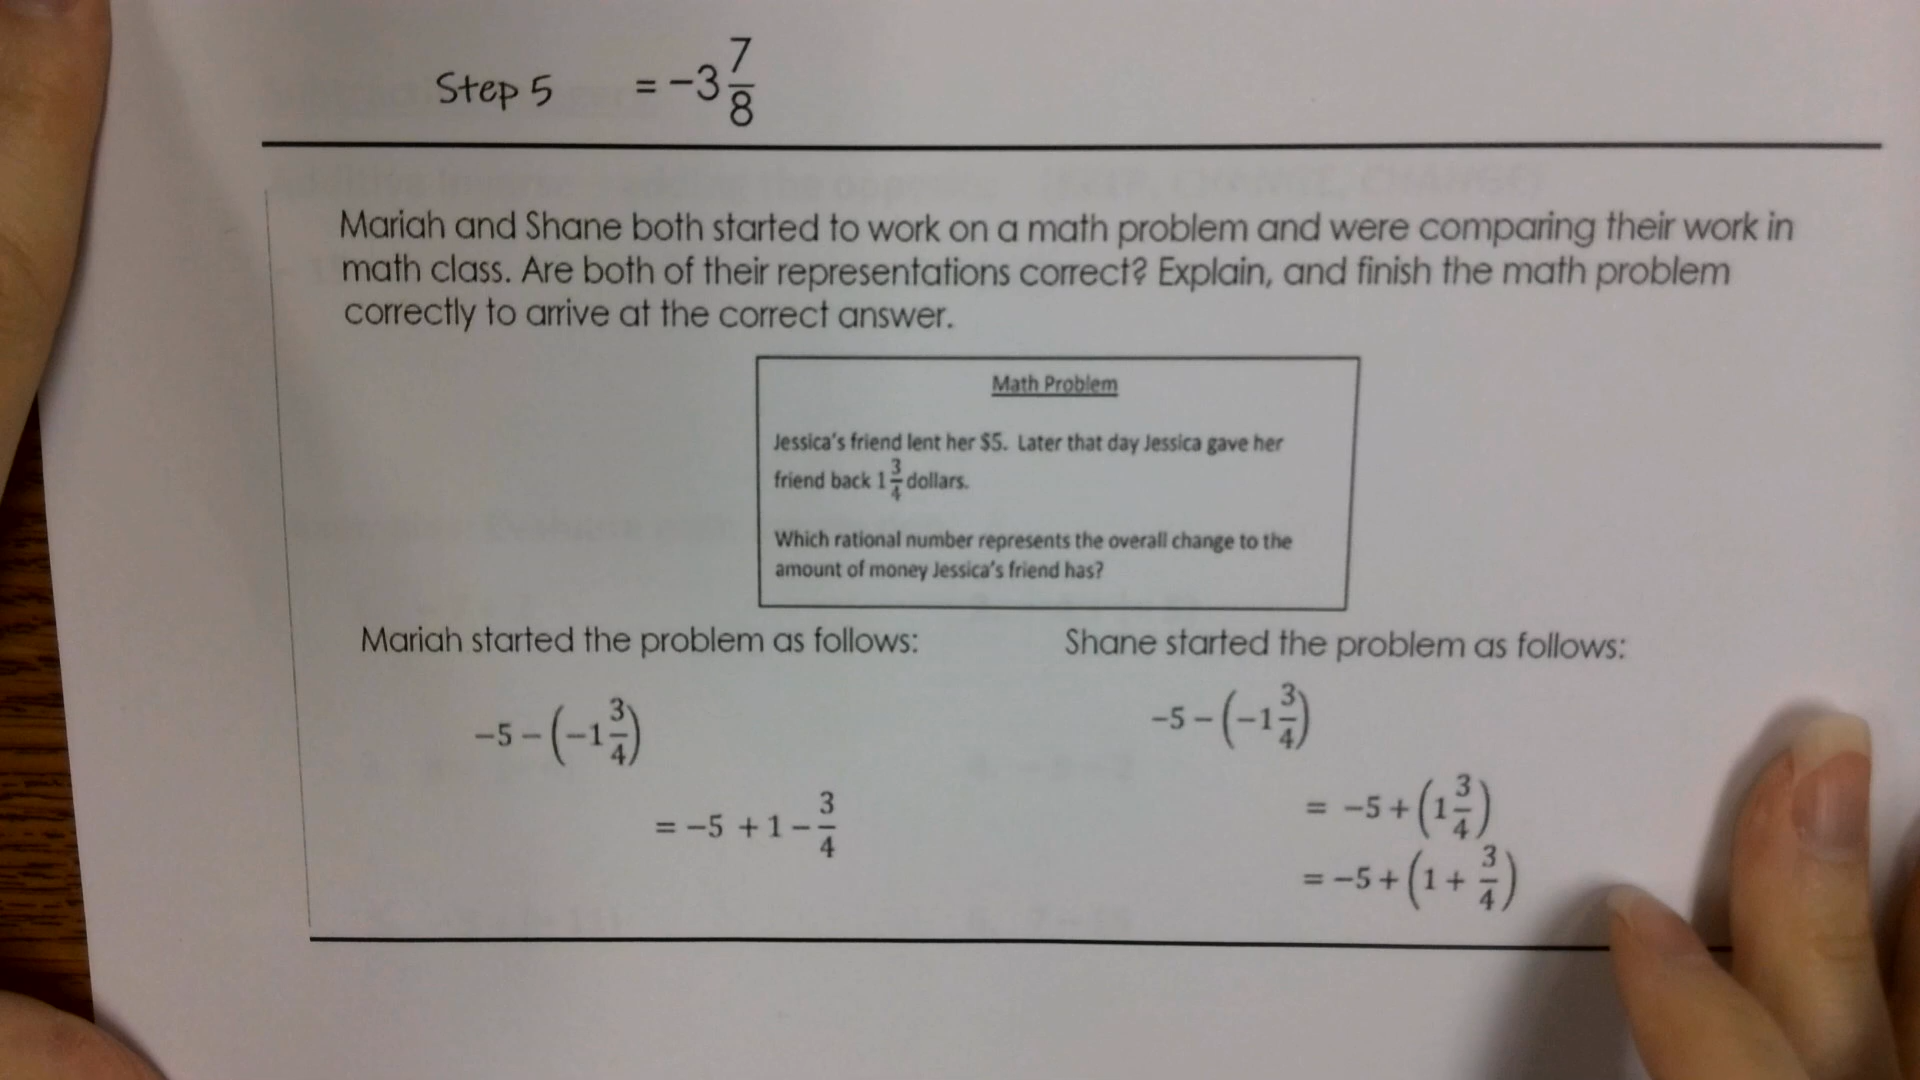 Step 5 = -3 7/8
Mariah and Shane both started to work on a math problem and were comparing their work in
math class. Are both of their representations correct? Explain, and finish the math problem
correctly to arrive at the correct answer.
Math Problem
Jessica's friend lent her $5. Later that day Jessica gave her
friend back 1 3/4 dollars.
Which rational number represents the overall change to the
amount of money Jessica's friend has?
Mariah started the problem as follows:
-5 - (-1 3/4)
= -5 + 1 - 3/4
Shane started the problem as follows:
-5 - (-1 3/4)
= -5 + (1 3/4)
= -5 + (1 + 3/4)